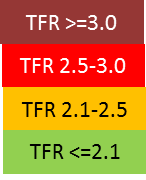 TFR >=3.0
TFR 2.5-3.0
TFR 2.1-2.5
TFR <=2.1